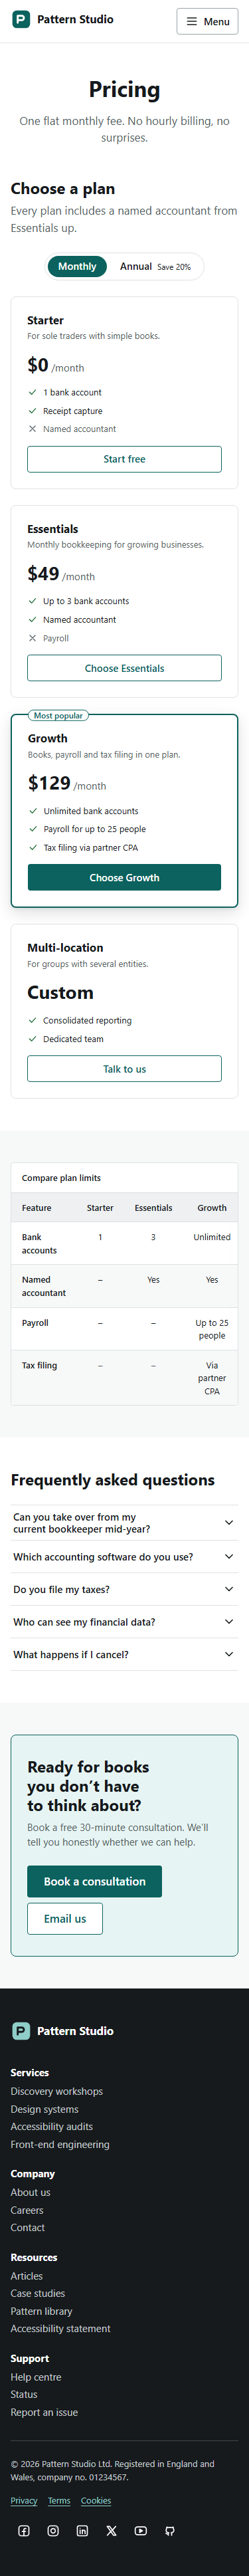 Pattern Studio
Menu
Pricing
One flat monthly fee. No hourly billing, no
surprises.
Choose a plan
Every plan includes a named accountant from
Essentials up.
Monthly
Annual Save 20%
Starter
For sole traders with simple books.
$0 /month
1 bank account
Receipt capture
Named accountant
Start free
Essentials
Monthly bookkeeping for growing businesses.
$49 /month
Up to 3 bank accounts
Named accountant
Payroll
Choose Essentials
Most popular
Growth
Books, payroll and tax filing in one plan.
$129 /month
Unlimited bank accounts
Payroll for up to 25 people
Tax filing via partner CPA
Choose Growth
Multi-location
For groups with several entities.
Custom
Consolidated reporting
Dedicated team
Talk to us
Compare plan limits
Feature Starter Essentials Growth
Bank accounts 1 3 Unlimited
Named accountant – Yes Yes
Payroll – – Up to 25 people
Tax filing – – Via partner CPA
Frequently asked questions
Can you take over from my
current bookkeeper mid-year?
Which accounting software do you use?
Do you file my taxes?
Who can see my financial data?
What happens if I cancel?
Ready for books
you don’t have
to think about?
Book a free 30-minute consultation. We’ll
tell you honestly whether we can help.
Book a consultation
Email us
Pattern Studio
Services
Discovery workshops
Design systems
Accessibility audits
Front-end engineering
Company
About us
Careers
Contact
Resources
Articles
Case studies
Pattern library
Accessibility statement
Support
Help centre
Status
Report an issue
© 2026 Pattern Studio Ltd. Registered in England and
Wales, company no. 01234567.
Privacy Terms Cookies